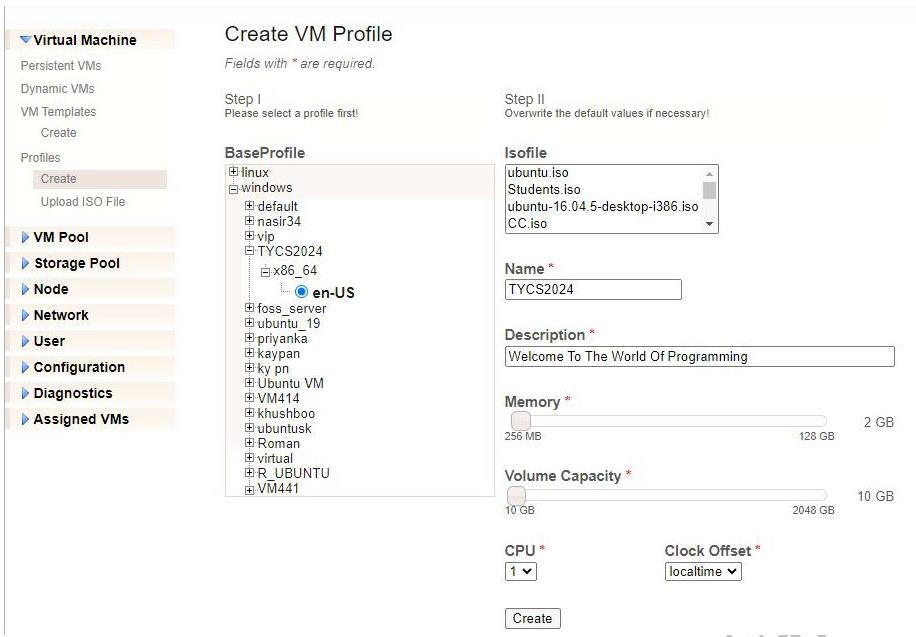 Virtual Machine
Persistent VMs
Dynamic VMs
VM Templates
Create
Profiles
Create
Upload ISO File
VM Pool
Storage Pool
Node
Network
User
Configuration
Diagnostics
Assigned VMs
Create VM Profile
Fields with * are required.
Step I
Please select a profile first!
BaseProfile
linux
windows
default
nasir34
vip
TYCS2024
x86_64
en-US
foss_server
ubuntu_19
priyanka
kaypan
ky pn
Ubuntu VM
VM414
khushboo
ubuntusk
Roman
virtual
R_UBUNTU
VM441
Step II
Overwrite the default values if necessary!
Isofile
ubuntu.iso
Students.iso
ubuntu-16.04.5-desktop-i386.iso
CC.iso
Name *
TYCS2024
Description *
Welcome To The World Of Programming
Memory *
2 GB
256 MB 128 GB
Volume Capacity *
10 GB
10 GB 2048 GB
CPU * Clock Offset *
1 localtime
Create